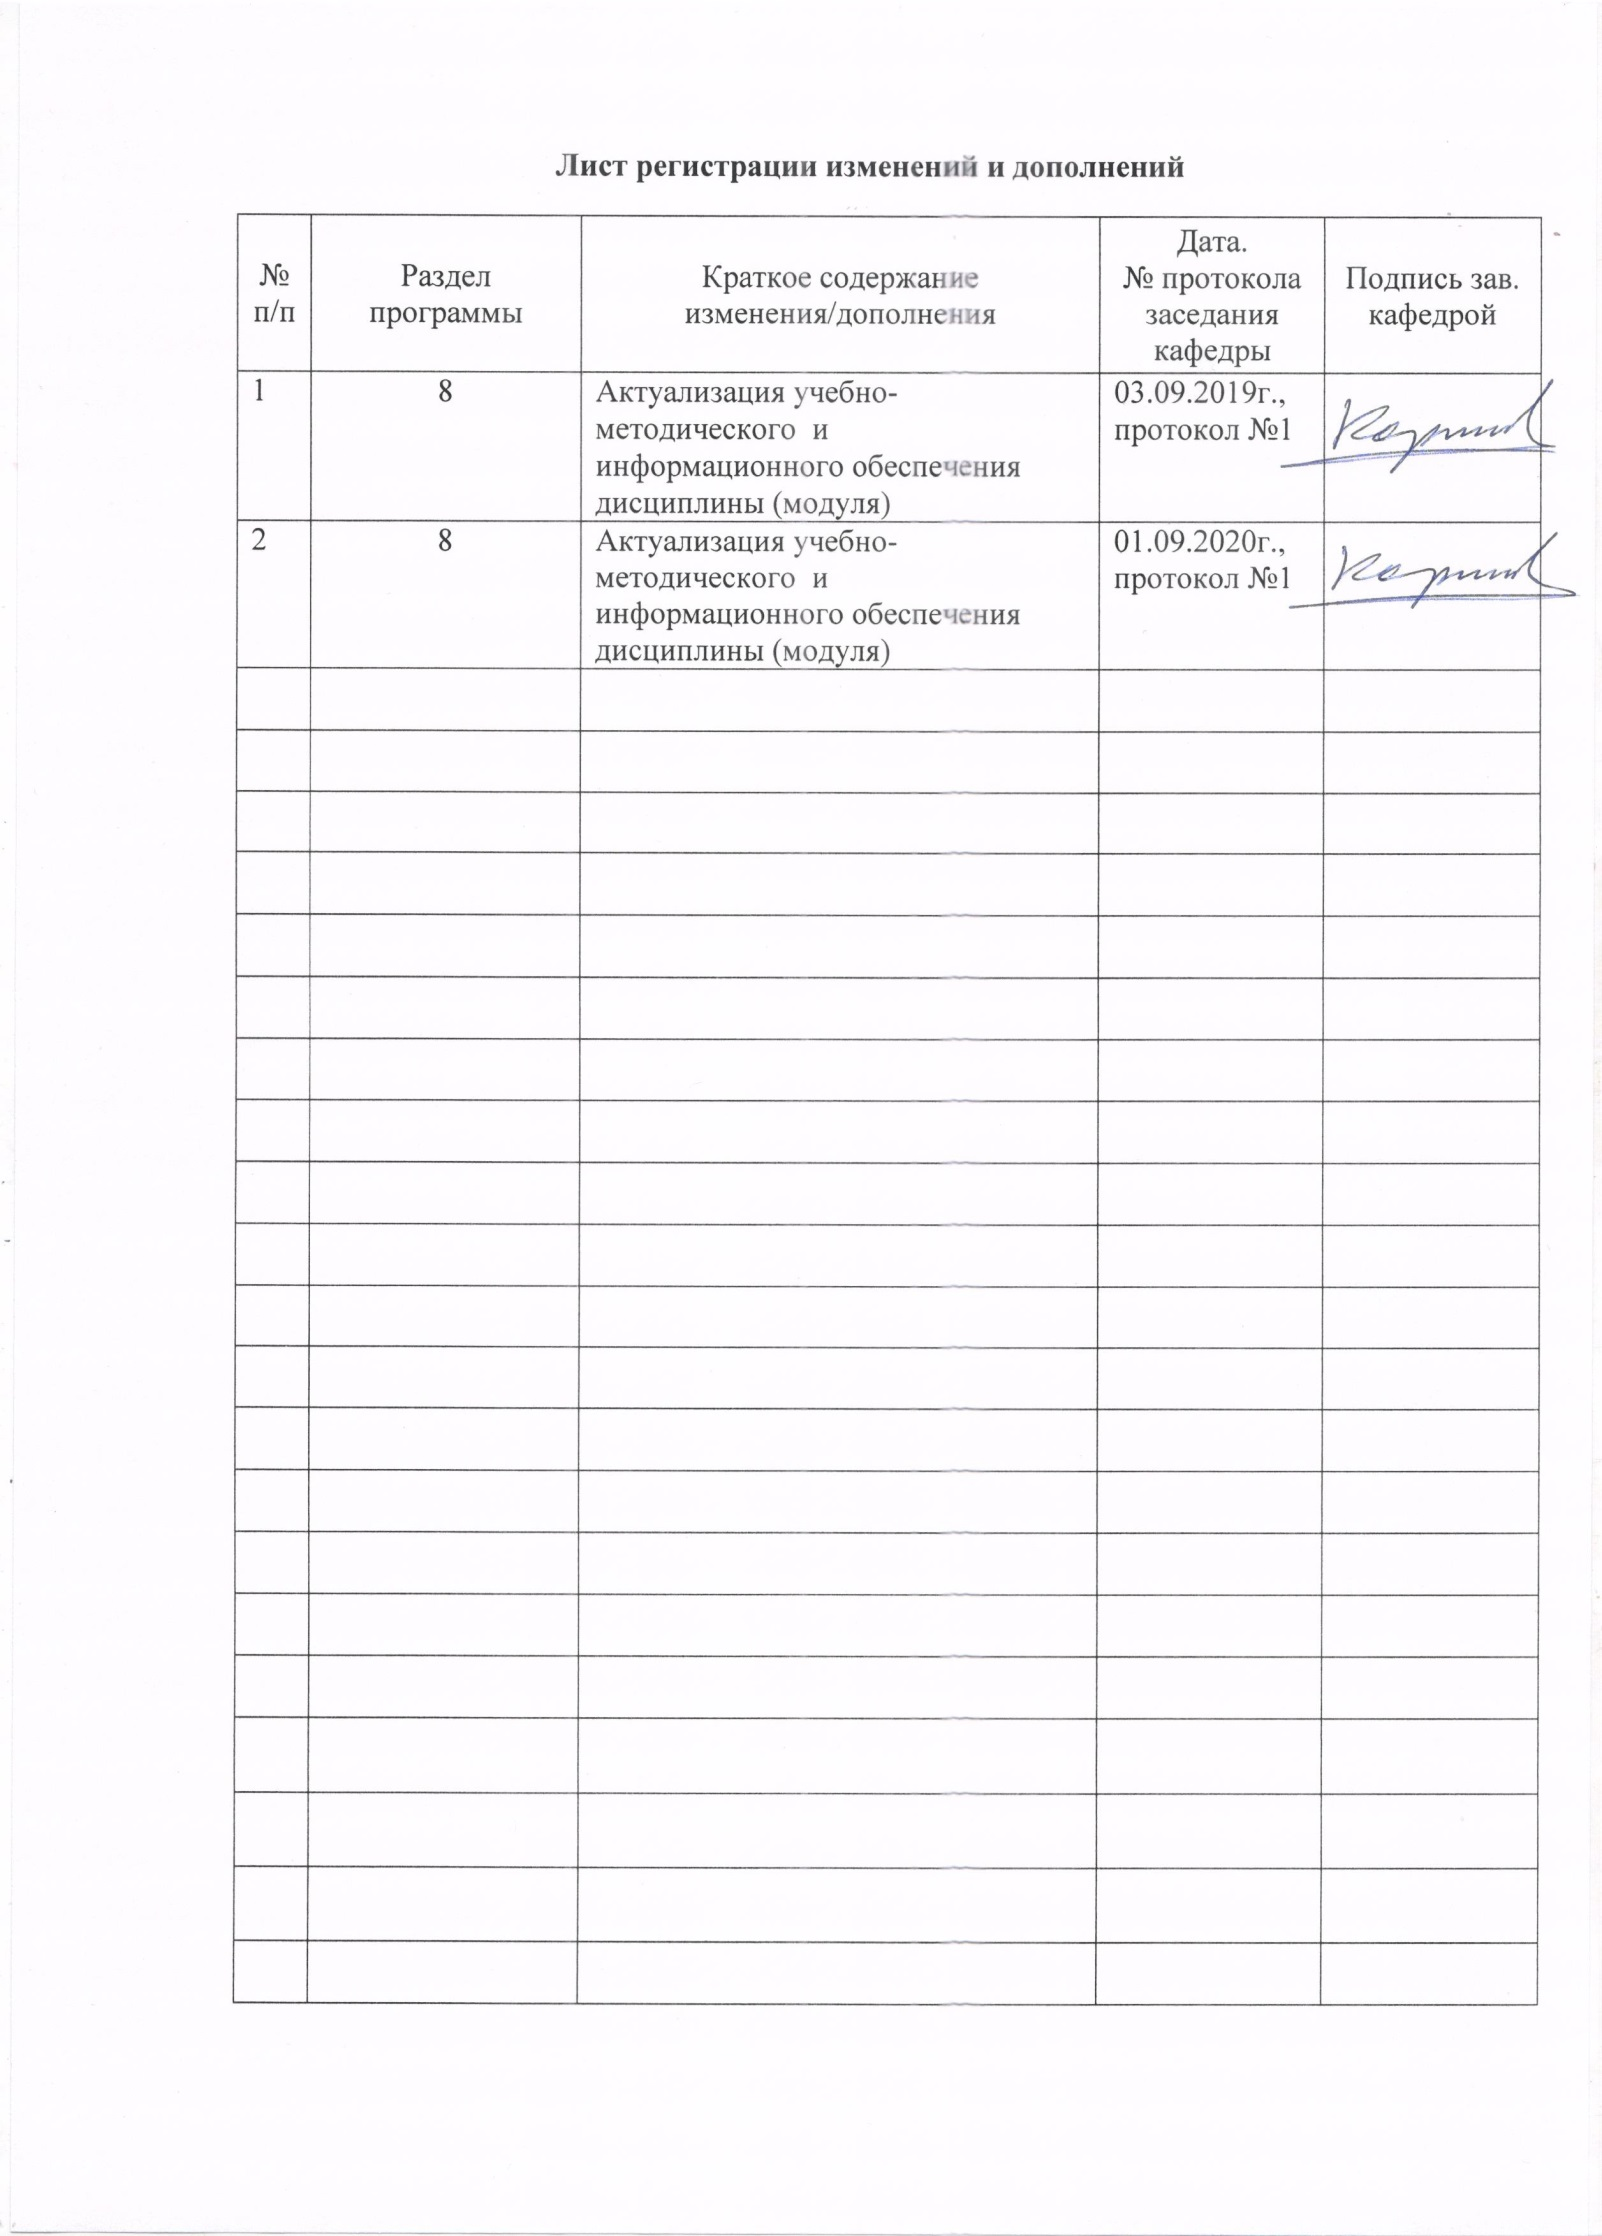 Лист регистрации изменений и дополнений
№
п/п
Раздел
программы
Краткое содержание
изменения/дополнения
Дата.
№ протокола
заседания
кафедры
Подпись зав.
кафедрой
1
8
Актуализация учебно-
методического и
информационного обеспечения
дисциплины (модуля)
03.09.2019г.,
протокол №1
2
8
Актуализация учебно-
методического и
информационного обеспечения
дисциплины (модуля)
01.09.2020г.,
протокол №1